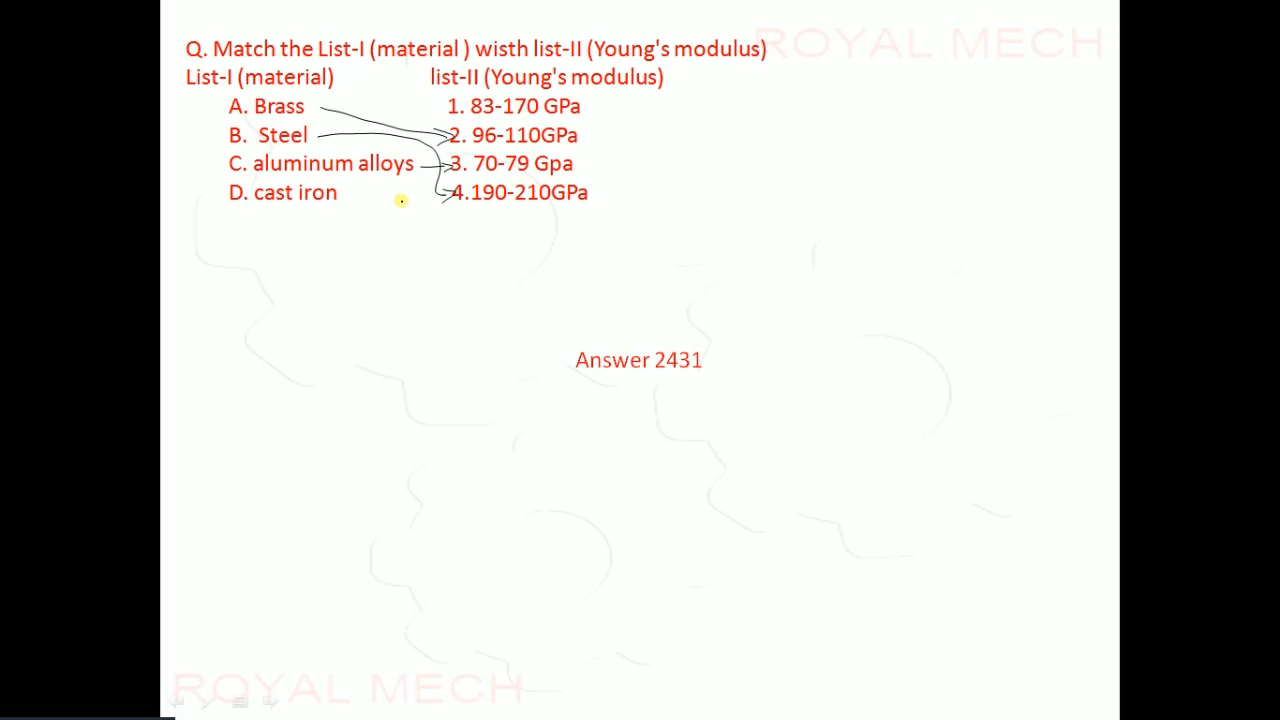 ROYAL MECH
Q. Match the List-I (material ) wisth list-II (Young's modulus)
List-I (material) list-II (Young's modulus)
A. Brass 1. 83-170 GPa
B. Steel 2. 96-110GPa
C. aluminum alloys 3. 70-79 Gpa
D. cast iron 4.190-210GPa
Answer 2431
ROYAL MECH